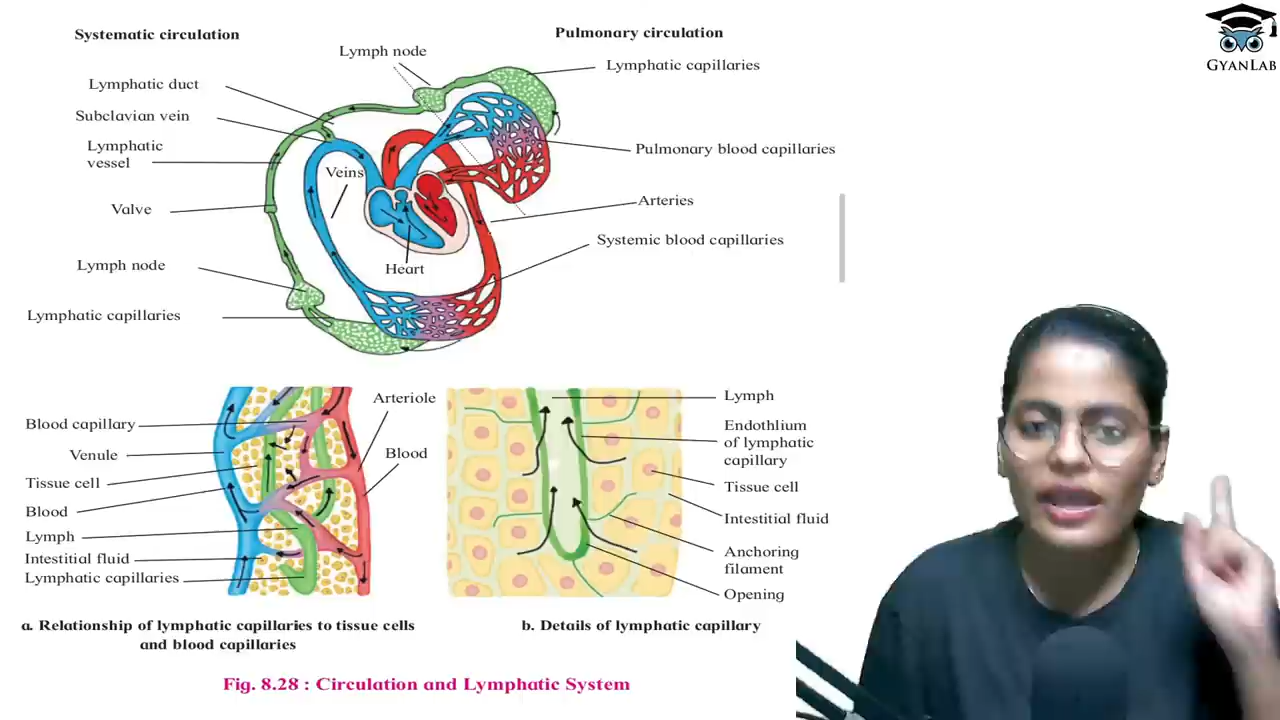 Systematic circulation
Pulmonary circulation
GYANLAB
Lymph node
Lymphatic capillaries
Lymphatic duct
Subclavian vein
Lymphatic
vessel
Pulmonary blood capillaries
Veins
Valve
Arteries
Systemic blood capillaries
Lymph node
Heart
Lymphatic capillaries
Arteriole
Blood capillary
Venule
Blood
Tissue cell
Blood
Lymph
Intestitial fluid
Lymphatic capillaries
Lymph
Endothlium
of lymphatic
capillary
Tissue cell
Intestitial fluid
Anchoring
filament
Opening
a. Relationship of lymphatic capillaries to tissue cells
and blood capillaries
b. Details of lymphatic capillary
Fig. 8.28 : Circulation and Lymphatic System